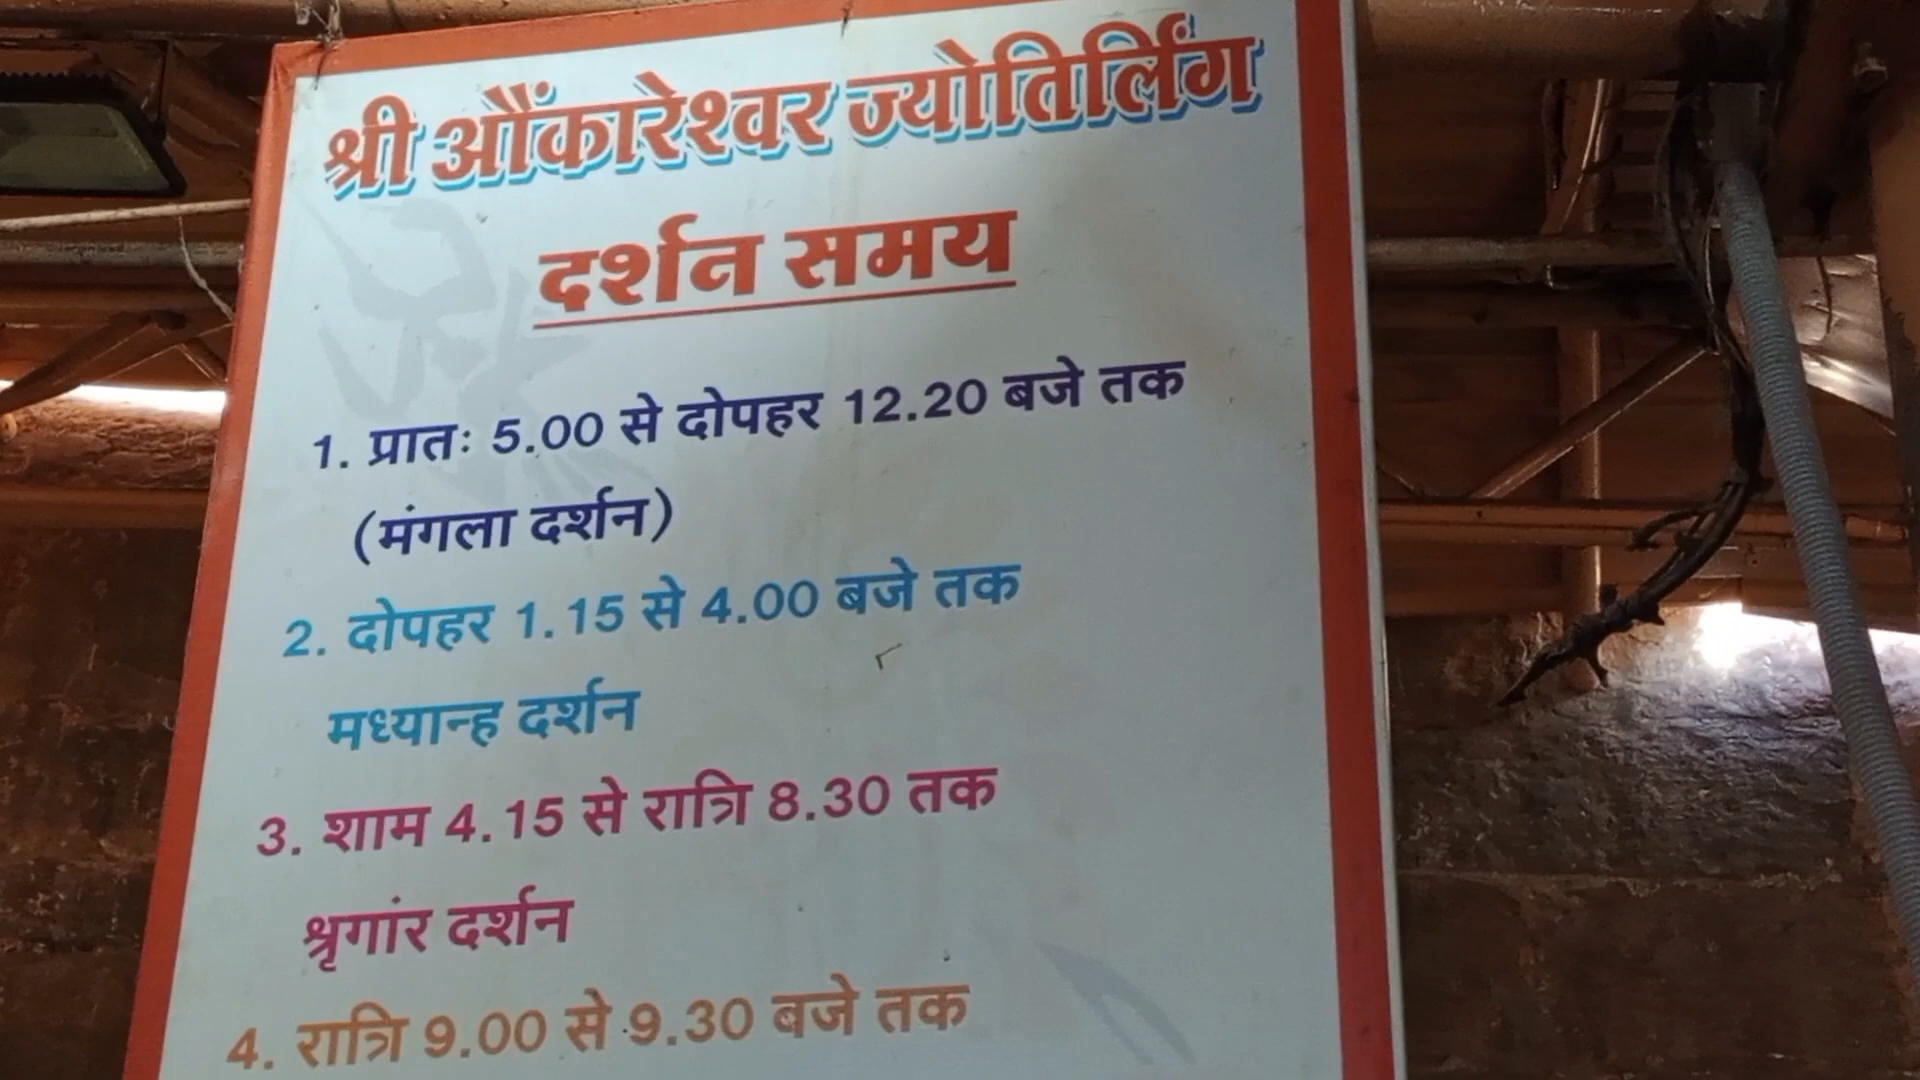 श्री ओंैकारेश्वर ज्योतिर्लिंग
दर्शन समय
1. प्रातः 5.00 से दोपहर 12.20 बजे तक
(मंगला दर्शन)
2. दोपहर 1.15 से 4.00 बजे तक
मध्यान्ह दर्शन
3. शाम 4.15 से रात्रि 8.30 तक
श्रृगांर दर्शन
4. रात्रि 9.00 से 9.30 बजे तक